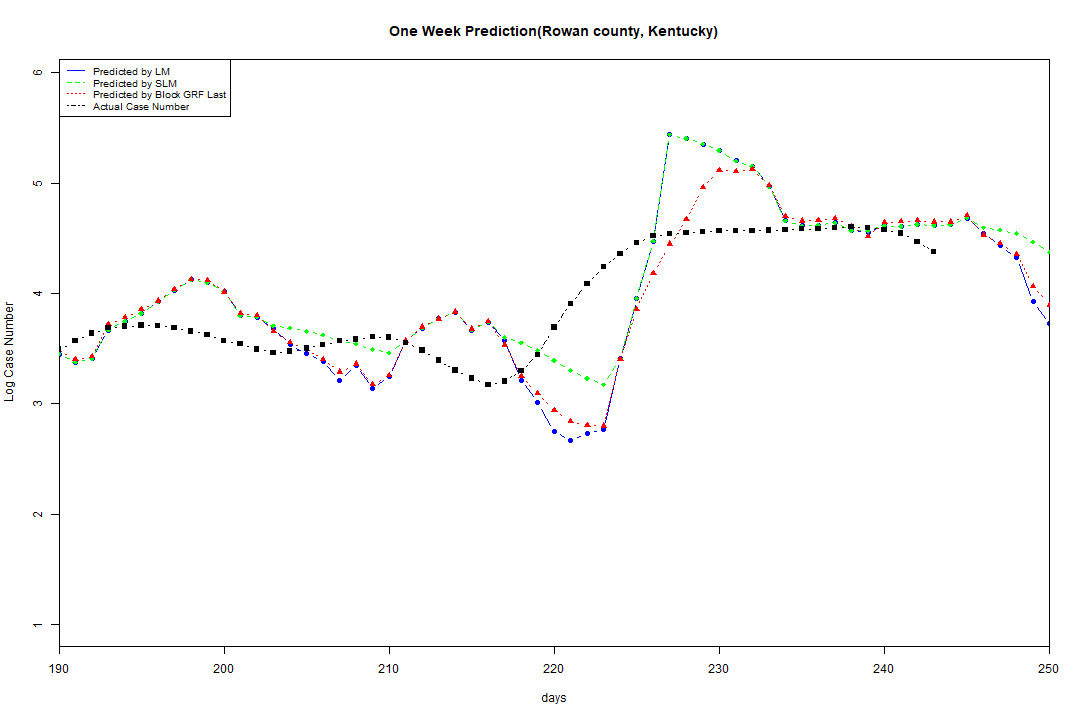 One Week Prediction(Rowan county, Kentucky)
Predicted by LM
Predicted by SLM
Predicted by Block GRF Last
Actual Case Number
6
5
4
3
2
1
Log Case Number
190 200 210 220 230 240 250
days